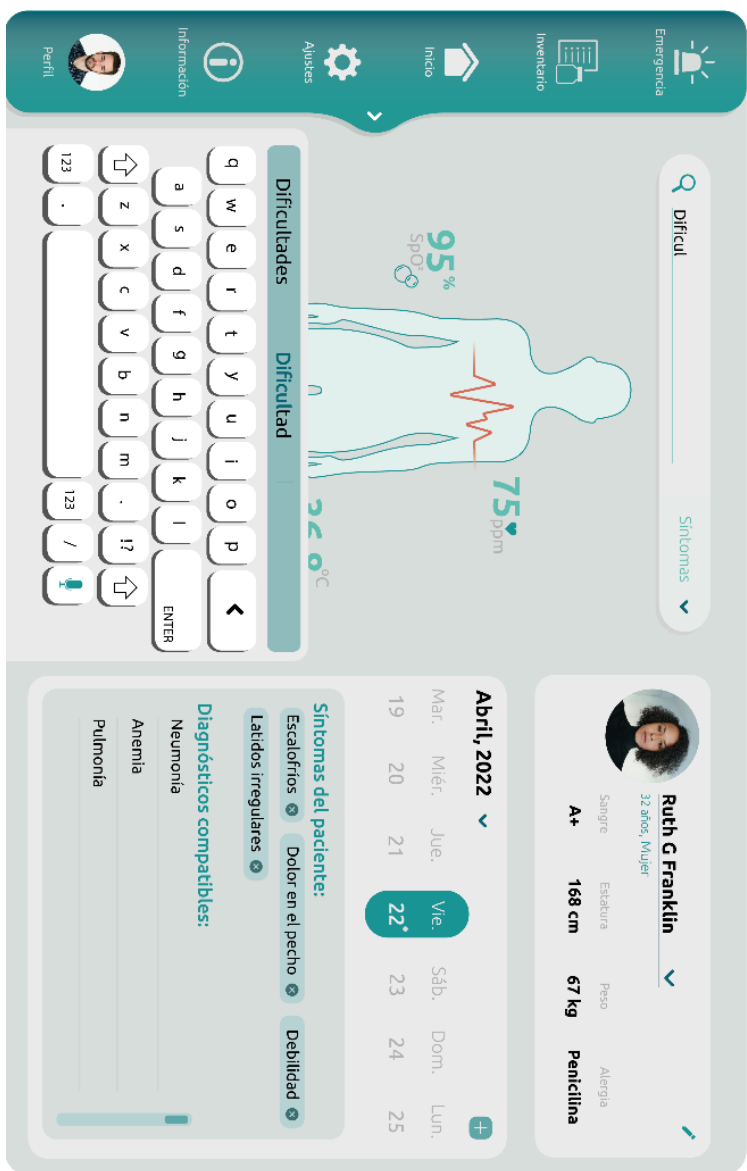 Perfil
Información
Ajustes
Inicio
Inventario
Emergencia
Dificul
Síntomas
95%
SpO²
75 ppm
°C
Dificultades Dificultad
q w e r t y u i o p
a s d f g h j k l ENTER
z x c v b n m . !?
123 . 123 /
Ruth G Franklin
32 años, Mujer
Sangre Estatura Peso Alergia
A+ 168 cm 67 kg Penicilina
Abril, 2022
Mar. Miér. Jue. Vie. Sáb. Dom. Lun.
19 20 21 22 23 24 25
Síntomas del paciente:
Escalofríos Dolor en el pecho Debilidad
Latidos irregulares
Diagnósticos compatibles:
Neumonía
Anemia
Pulmonía